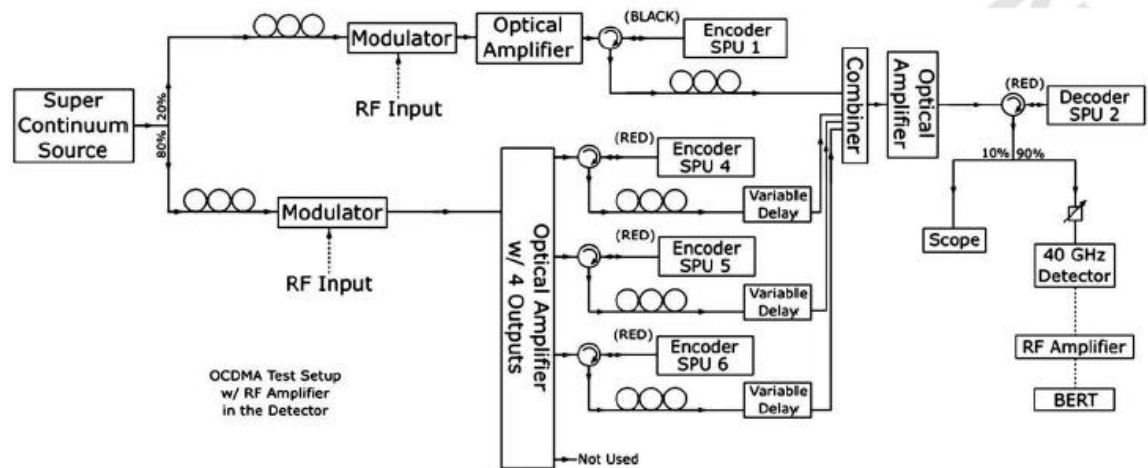 Super
Continuum
Source
20%
80%
Modulator
RF Input
Optical
Amplifier
(BLACK)
Encoder
SPU 1
Modulator
RF Input
Optical Amplifier
w/ 4 Outputs
(RED)
Encoder
SPU 4
Variable
Delay
(RED)
Encoder
SPU 5
Variable
Delay
(RED)
Encoder
SPU 6
Variable
Delay
Not Used
Combiner
Optical
Amplifier
(RED)
Decoder
SPU 2
10% 90%
Scope
40 GHz
Detector
RF Amplifier
BERT
OCDMA Test Setup
w/ RF Amplifier
in the Detector